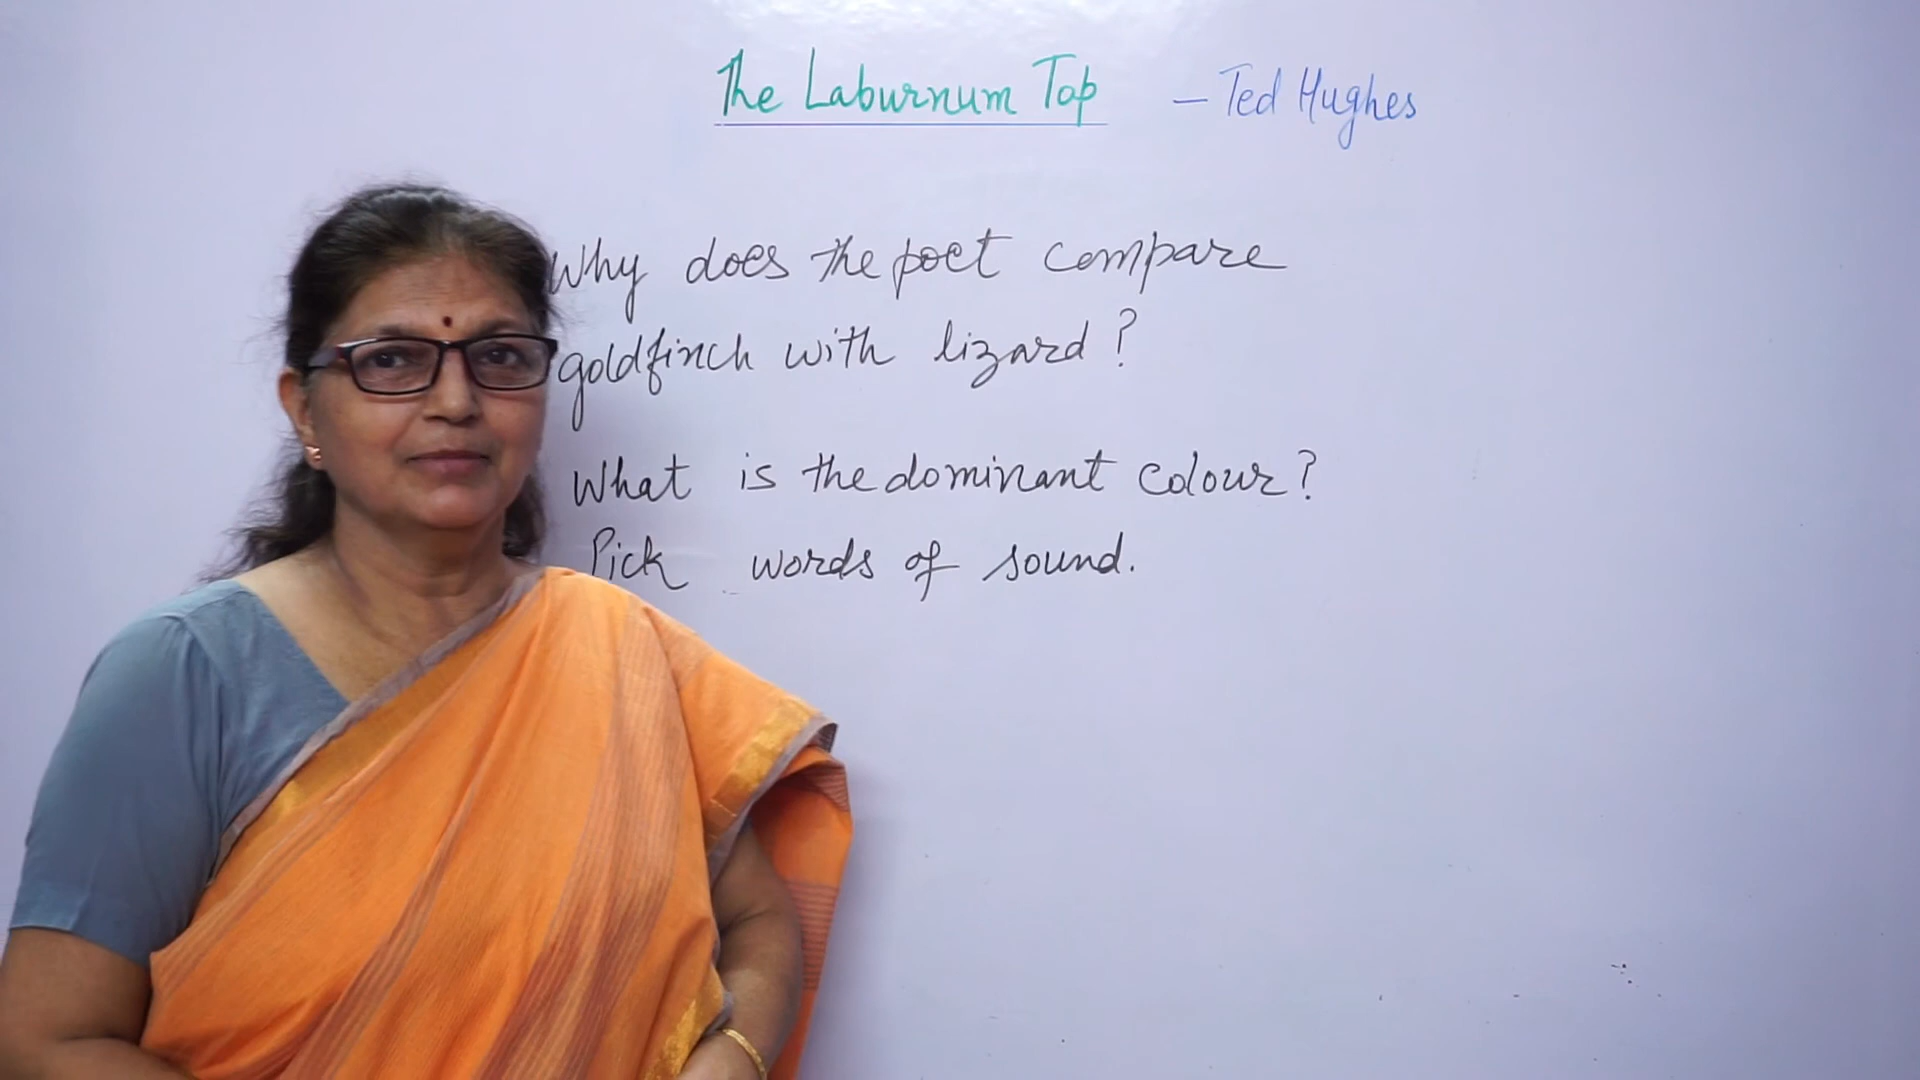 The Laburnum Top – Ted Hughes
Why does the poet compare
goldfinch with lizard?
What is the dominant colour?
Pick words of sound.